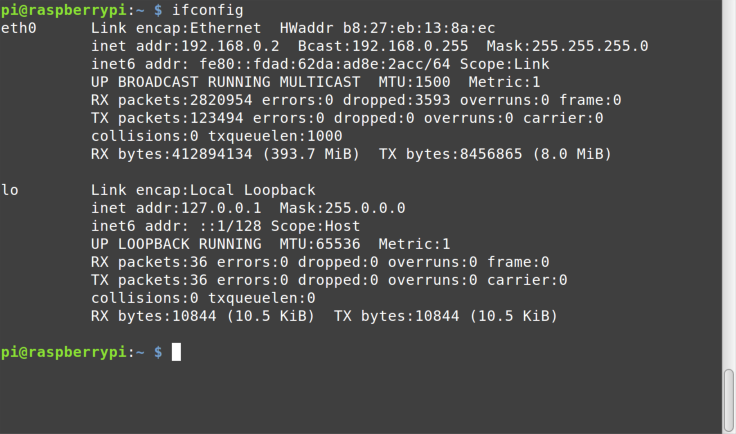 pi@raspberrypi:~ $ ifconfig
eth0      Link encap:Ethernet  HWaddr b8:27:eb:13:8a:ec
          inet addr:192.168.0.2  Bcast:192.168.0.255  Mask:255.255.255.0
          inet6 addr: fe80::fdad:62da:ad8e:2acc/64 Scope:Link
          UP BROADCAST RUNNING MULTICAST  MTU:1500  Metric:1
          RX packets:2820954 errors:0 dropped:3593 overruns:0 frame:0
          TX packets:123494 errors:0 dropped:0 overruns:0 carrier:0
          collisions:0 txqueuelen:1000
          RX bytes:412894134 (393.7 MiB)  TX bytes:8456865 (8.0 MiB)

lo        Link encap:Local Loopback
          inet addr:127.0.0.1  Mask:255.0.0.0
          inet6 addr: ::1/128 Scope:Host
          UP LOOPBACK RUNNING  MTU:65536  Metric:1
          RX packets:36 errors:0 dropped:0 overruns:0 frame:0
          TX packets:36 errors:0 dropped:0 overruns:0 carrier:0
          collisions:0 txqueuelen:0
          RX bytes:10844 (10.5 KiB)  TX bytes:10844 (10.5 KiB)

pi@raspberrypi:~ $